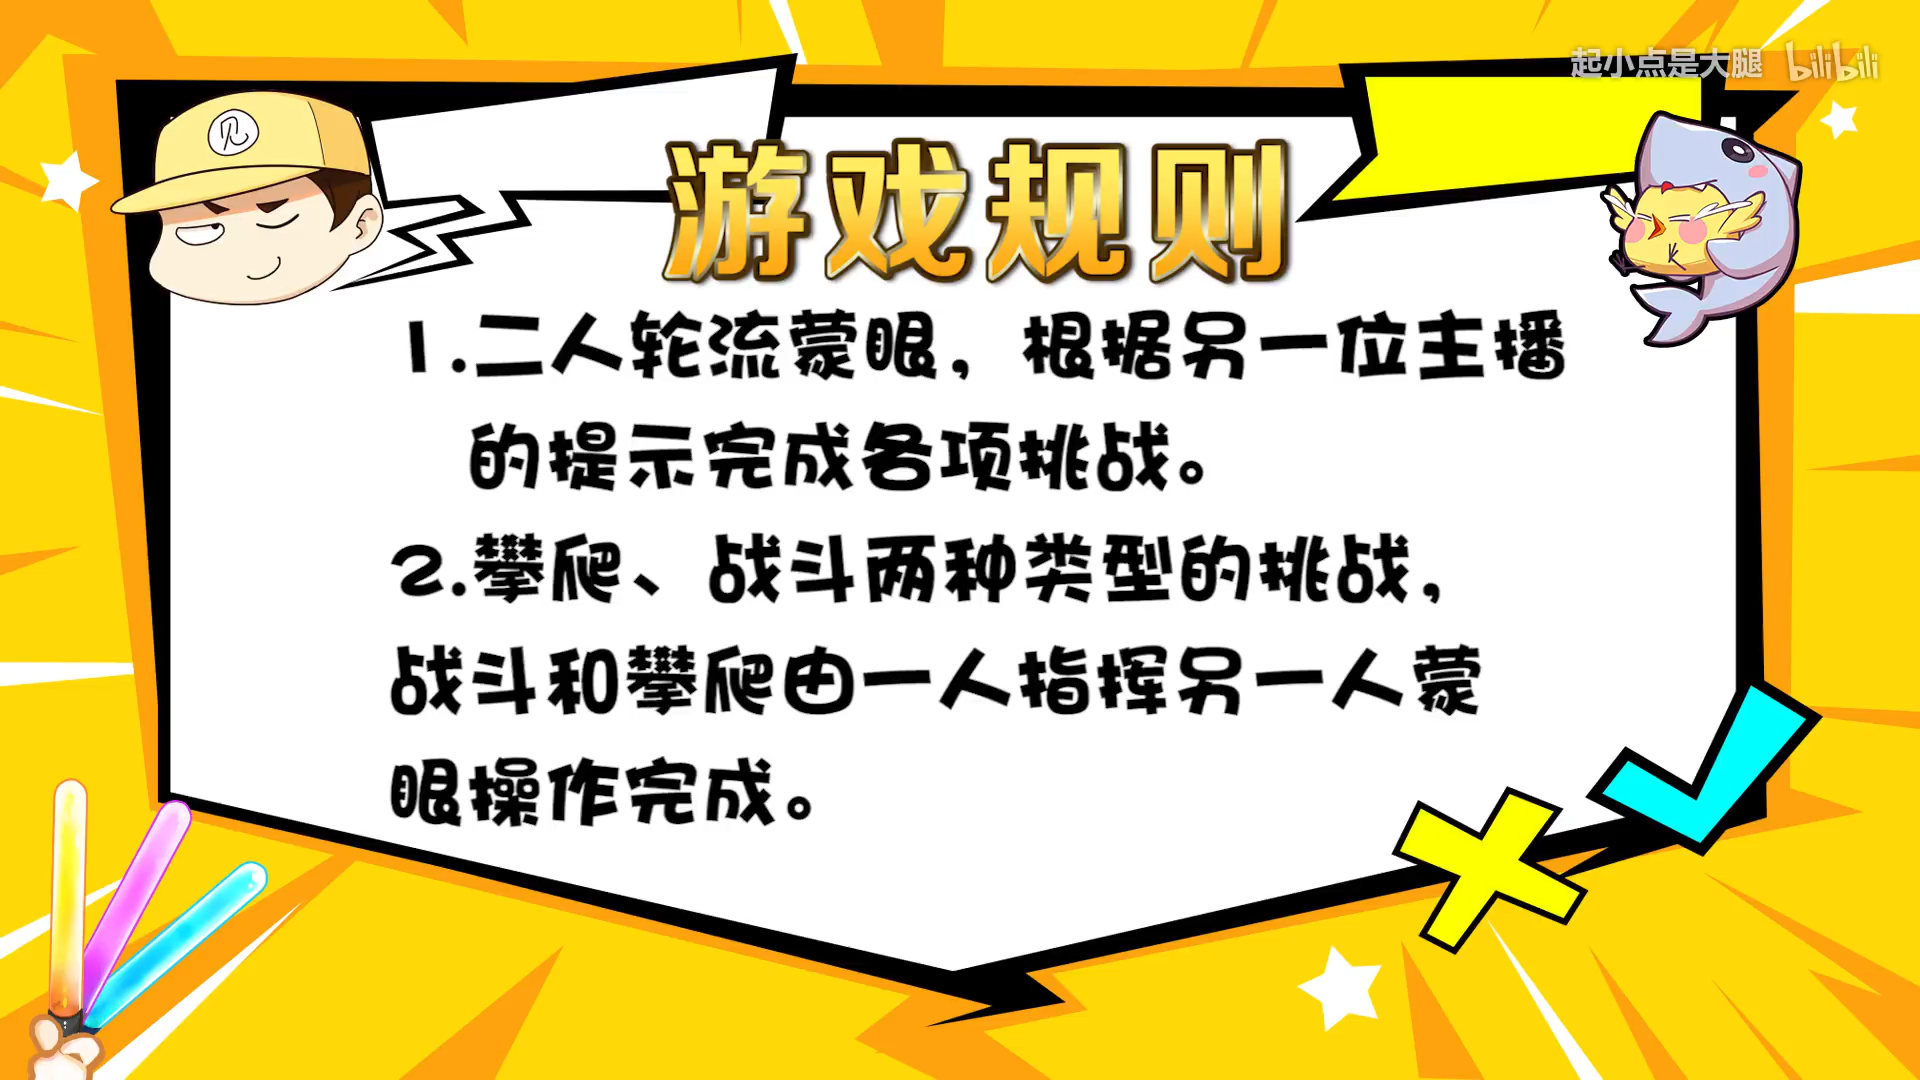 起小点是大腿 bilibili
见
游戏规则
1.二人轮流蒙眼，根据另一位主播
的提示完成各项挑战。
2.攀爬、战斗两种类型的挑战，
战斗和攀爬由一人指挥另一人蒙
眼操作完成。